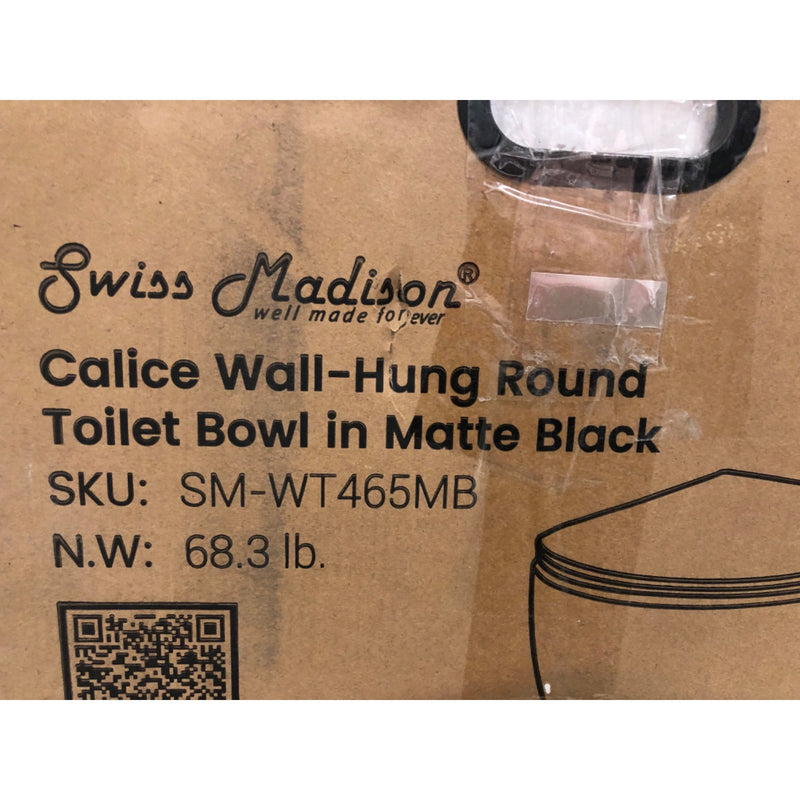 Swiss Madison®
well made forever
Calice Wall-Hung Round
Toilet Bowl in Matte Black
SKU: SM-WT465MB
N.W: 68.3 lb.